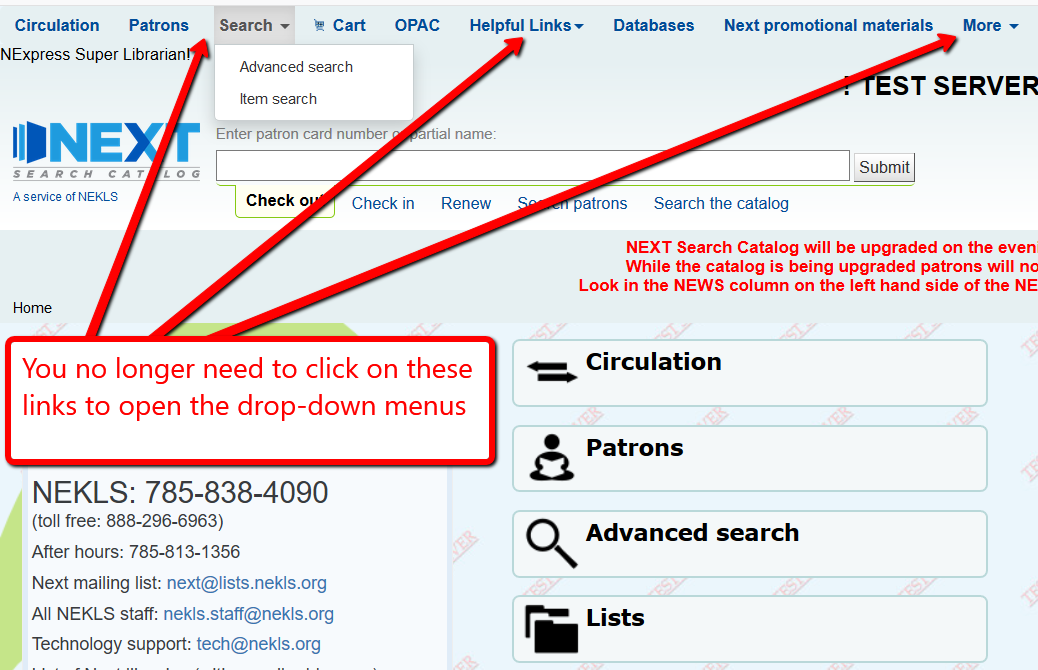 Circulation Patrons Search Cart OPAC Helpful Links Databases Next promotional materials More
NExpress Super Librarian!
Advanced search
Item search
! TEST SERVER
Enter patron card number or partial name:
NEXT
SEARCH CATALOG
A service of NEKLS
Submit
Check out Check in Renew Search patrons Search the catalog
NEXT Search Catalog will be upgraded on the eveni
While the catalog is being upgraded patrons will no
Look in the NEWS column on the left hand side of the NE
Home
You no longer need to click on these
links to open the drop-down menus
Circulation
Patrons
Advanced search
Lists
NEKLS: 785-838-4090
(toll free: 888-296-6963)
After hours: 785-813-1356
Next mailing list: next@lists.nekls.org
All NEKLS staff: nekls.staff@nekls.org
Technology support: tech@nekls.org